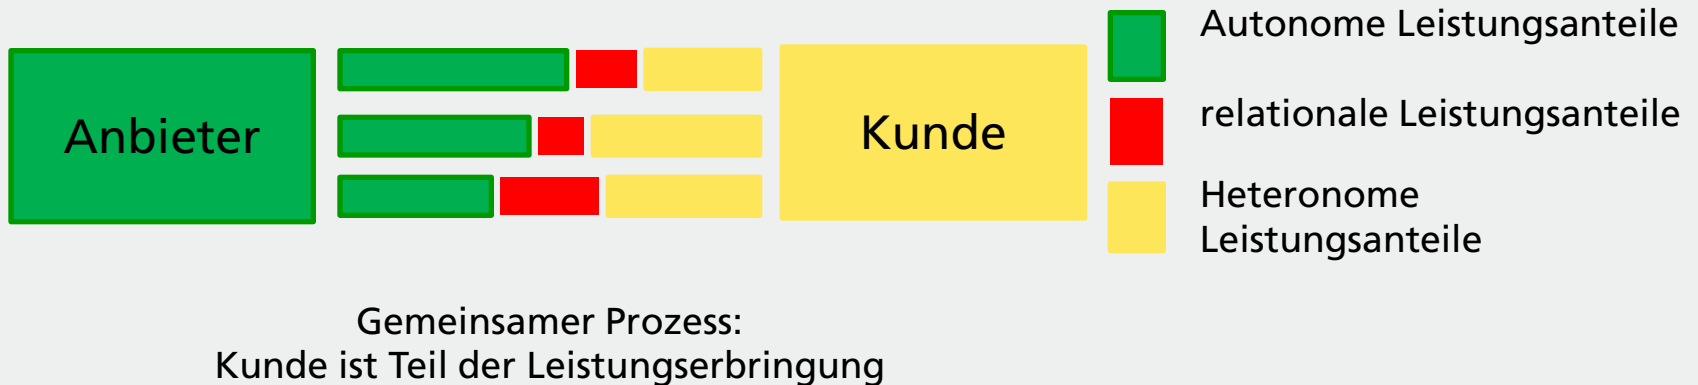 Anbieter
Kunde
Autonome Leistungsanteile
relationale Leistungsanteile
Heteronome
Leistungsanteile
Gemeinsamer Prozess:
Kunde ist Teil der Leistungserbringung